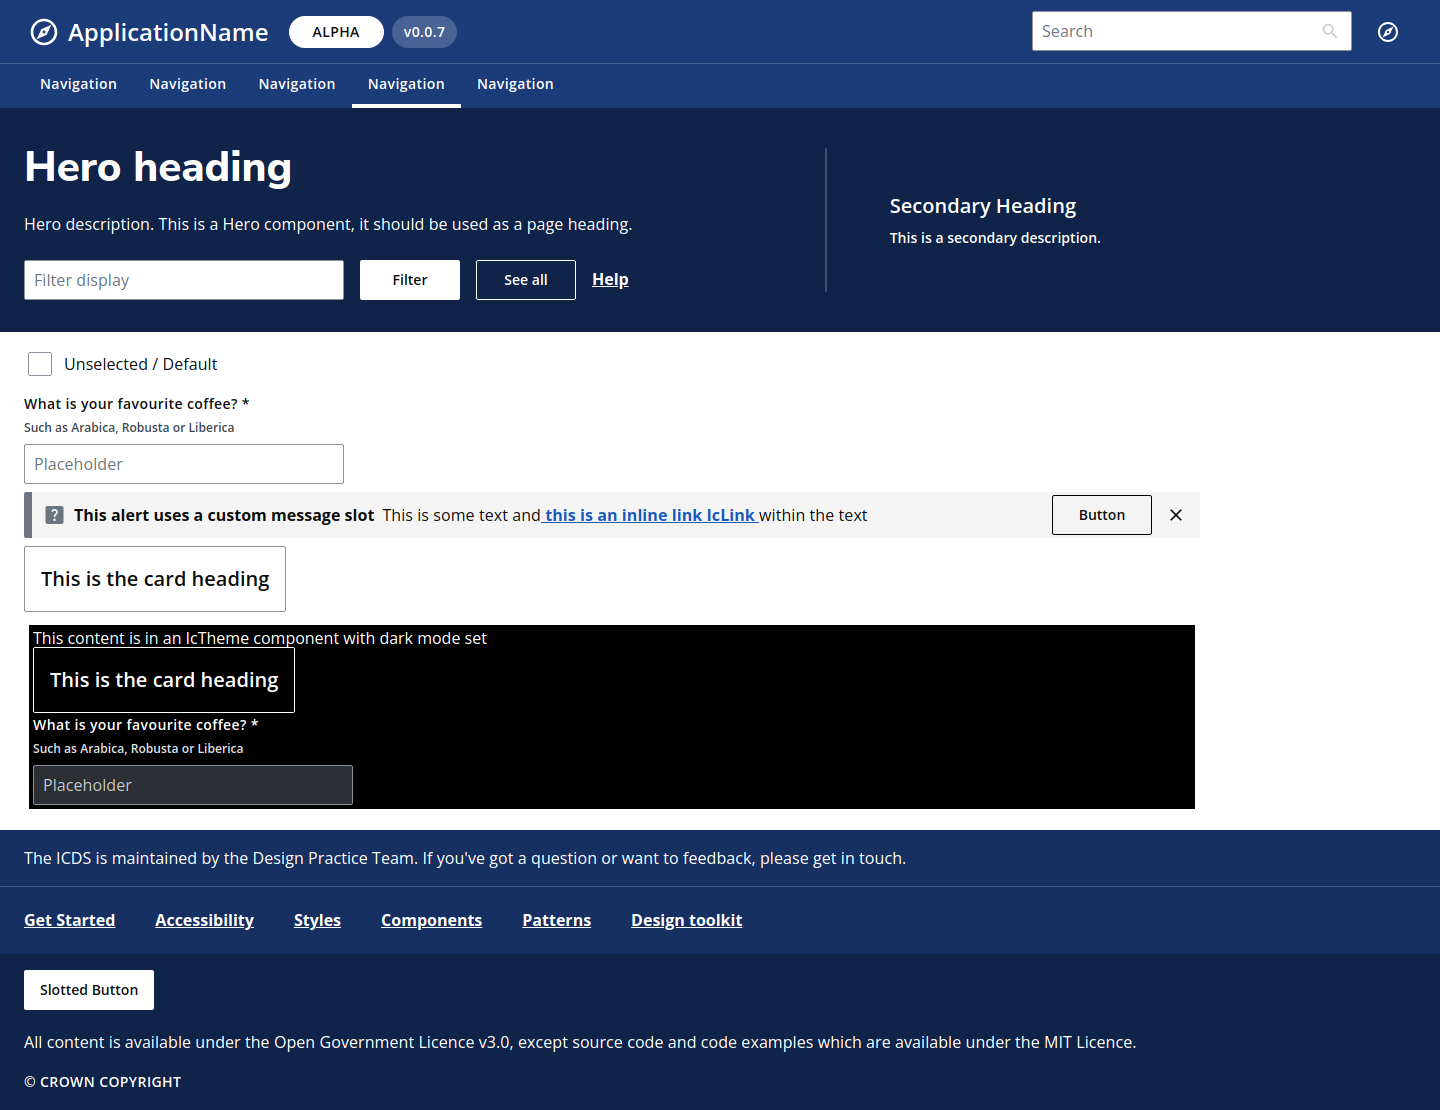 ApplicationName ALPHA v0.0.7 Search
Navigation Navigation Navigation Navigation Navigation
Hero heading
Hero description. This is a Hero component, it should be used as a page heading.
Filter display Filter See all Help
Secondary Heading
This is a secondary description.
Unselected / Default
What is your favourite coffee? *
Such as Arabica, Robusta or Liberica
Placeholder
? This alert uses a custom message slot This is some text and this is an inline link IcLink within the text Button
This is the card heading
This content is in an IcTheme component with dark mode set
This is the card heading
What is your favourite coffee? *
Such as Arabica, Robusta or Liberica
Placeholder
The ICDS is maintained by the Design Practice Team. If you've got a question or want to feedback, please get in touch.
Get Started Accessibility Styles Components Patterns Design toolkit
Slotted Button
All content is available under the Open Government Licence v3.0, except source code and code examples which are available under the MIT Licence.
© CROWN COPYRIGHT